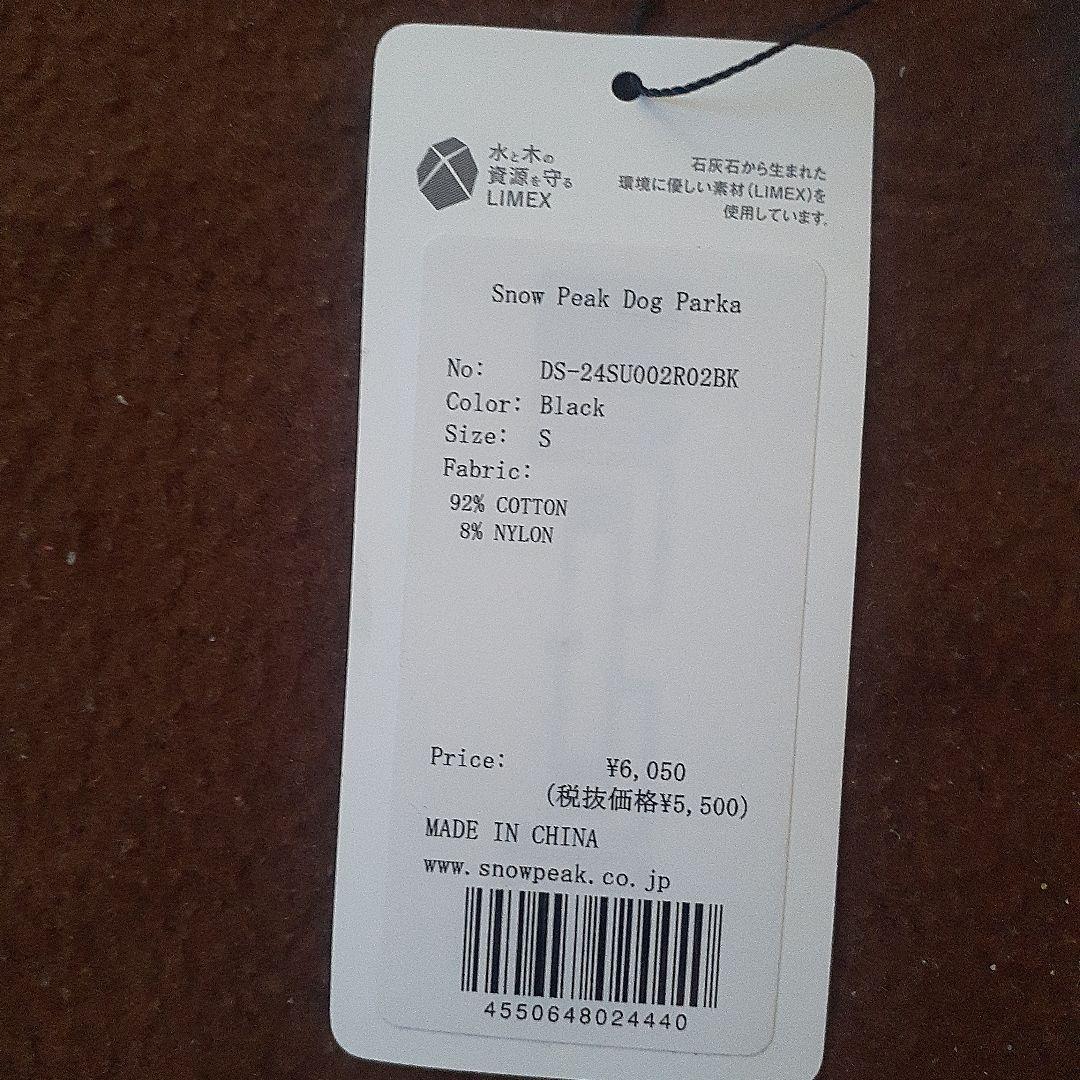 水と木の
資源を守る
LIMEX
石灰石から生まれた
環境に優しい素材(LIMEX)を
使用しています。
Snow Peak Dog Parka
No: DS-24SU002R02BK
Color: Black
Size: S
Fabric:
92% COTTON
8% NYLON
Price: ¥6,050
(税抜価格¥5,500)
MADE IN CHINA
www.snowpeak.co.jp
4550648024440